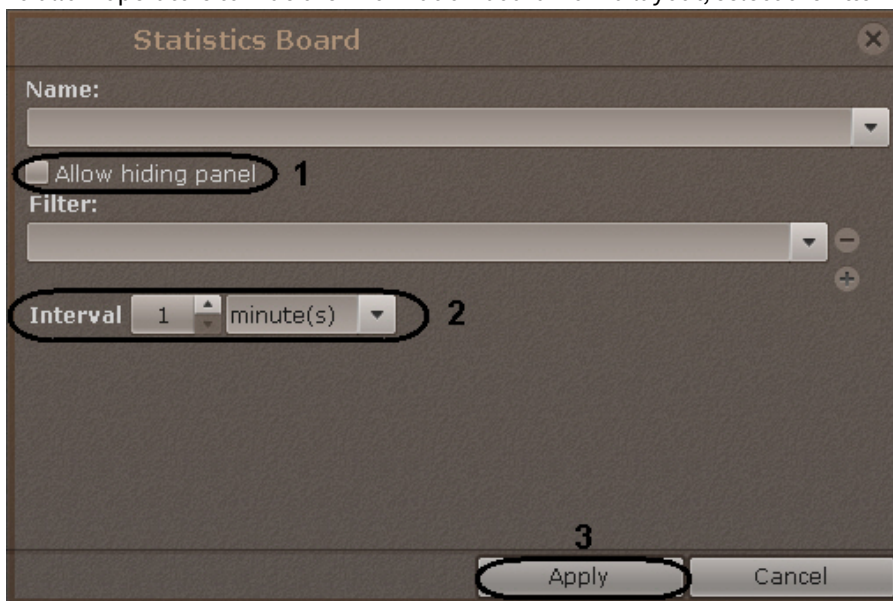 Statistics Board
Name:
Allow hiding panel 1
Filter:
Interval 1 minute(s) 2
3
Apply Cancel